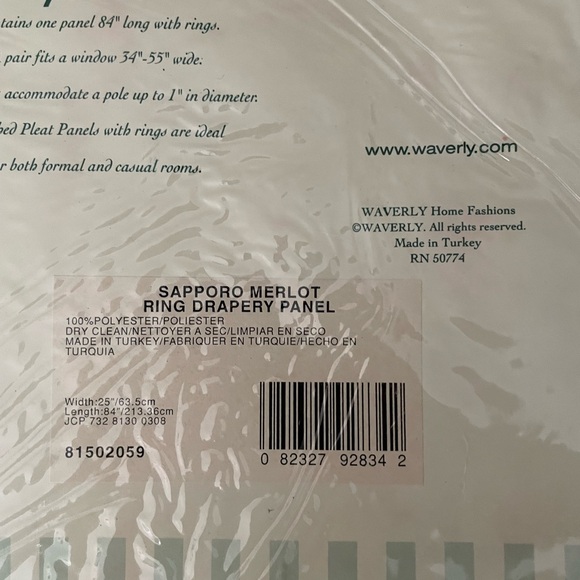 tains one panel 84" long with rings.
pair fits a window 34"-55" wide.
accommodate a pole up to 1" in diameter.
bed Pleat Panels with rings are ideal
r both formal and casual rooms.
www.waverly.com
WAVERLY Home Fashions
©WAVERLY. All rights reserved.
Made in Turkey
RN 50774
SAPPORO MERLOT
RING DRAPERY PANEL
100%POLYESTER/POLIESTER
DRY CLEAN/NETTOYER A SEC/LIMPIAR EN SECO
MADE IN TURKEY/FABRIQUER EN TURQUIE/HECHO EN
TURQUIA
Width:25"/63.5cm
Length:84"/213.36cm
JCP 732 8130 0308
81502059
0 82327 92834 2